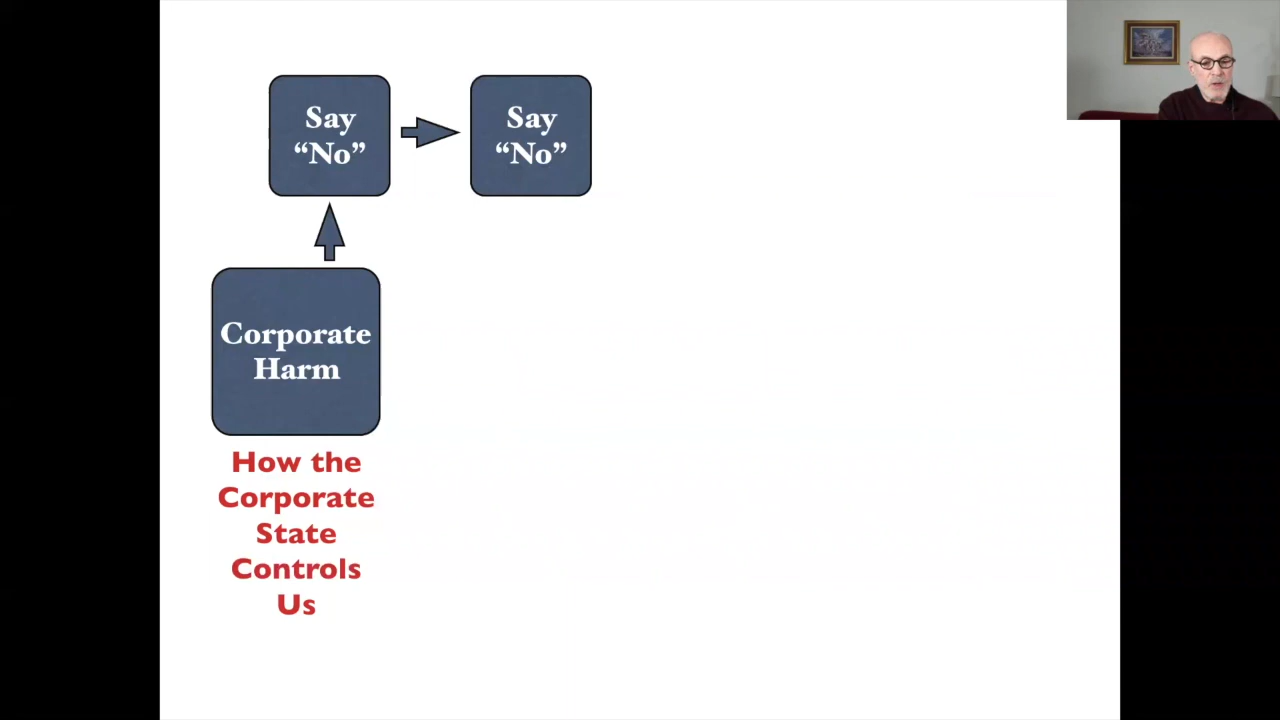 Say
“No”
Say
“No”
Corporate
Harm
How the
Corporate
State
Controls
Us